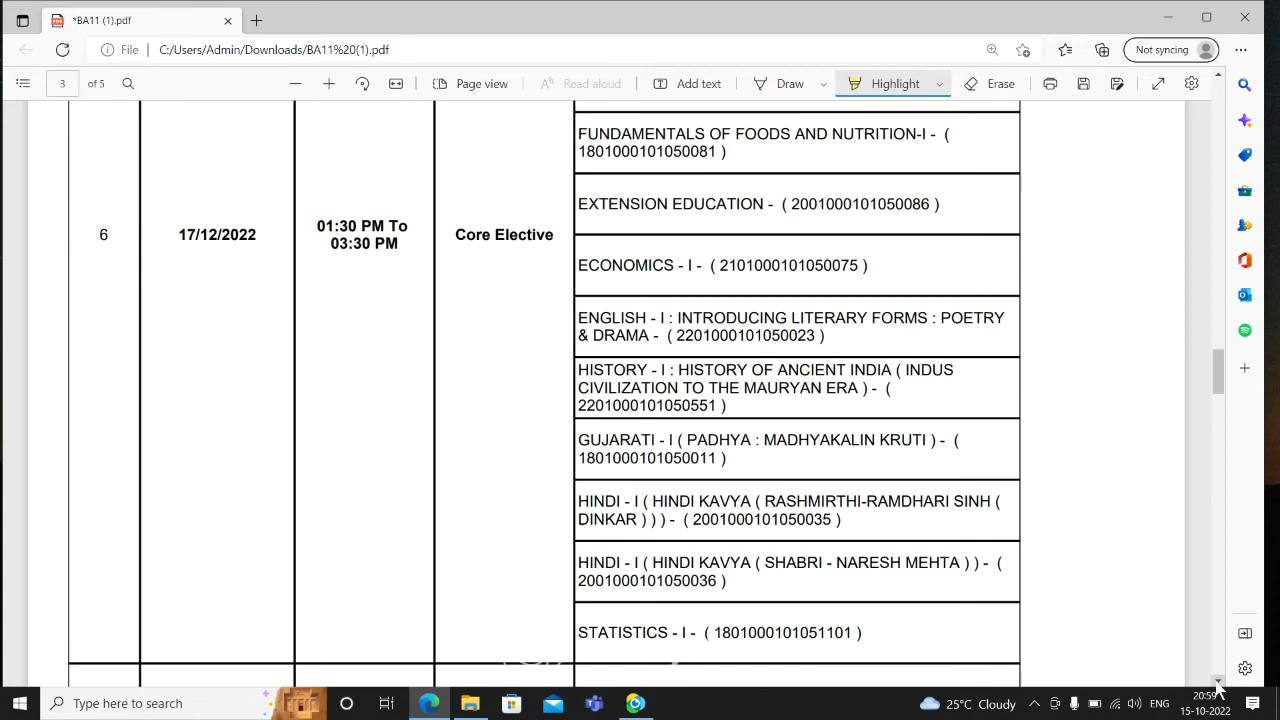 *BA11 (1).pdf
File
C:/Users/Admin/Downloads/BA11%20(1).pdf
Not syncing
3
of 5
Page view
Read aloud
Add text
Draw
Highlight
Erase
FUNDAMENTALS OF FOODS AND NUTRITION-I - (
1801000101050081 )
EXTENSION EDUCATION - ( 2001000101050086 )
6
17/12/2022
01:30 PM To
03:30 PM
Core Elective
ECONOMICS - I - ( 2101000101050075 )
ENGLISH - I : INTRODUCING LITERARY FORMS : POETRY
& DRAMA - ( 2201000101050023 )
HISTORY - I : HISTORY OF ANCIENT INDIA ( INDUS
CIVILIZATION TO THE MAURYAN ERA ) - (
2201000101050551 )
GUJARATI - I ( PADHYA : MADHYAKALIN KRUTI ) - (
1801000101050011 )
HINDI - I ( HINDI KAVYA ( RASHMIRTHI-RAMDHARI SINH (
DINKAR ) ) ) - ( 2001000101050035 )
HINDI - I ( HINDI KAVYA ( SHABRI - NARESH MEHTA ) ) - (
2001000101050036 )
STATISTICS - I - ( 1801000101051101 )
Type here to search
25°C Cloudy
ENG
20:59
15-10-2022